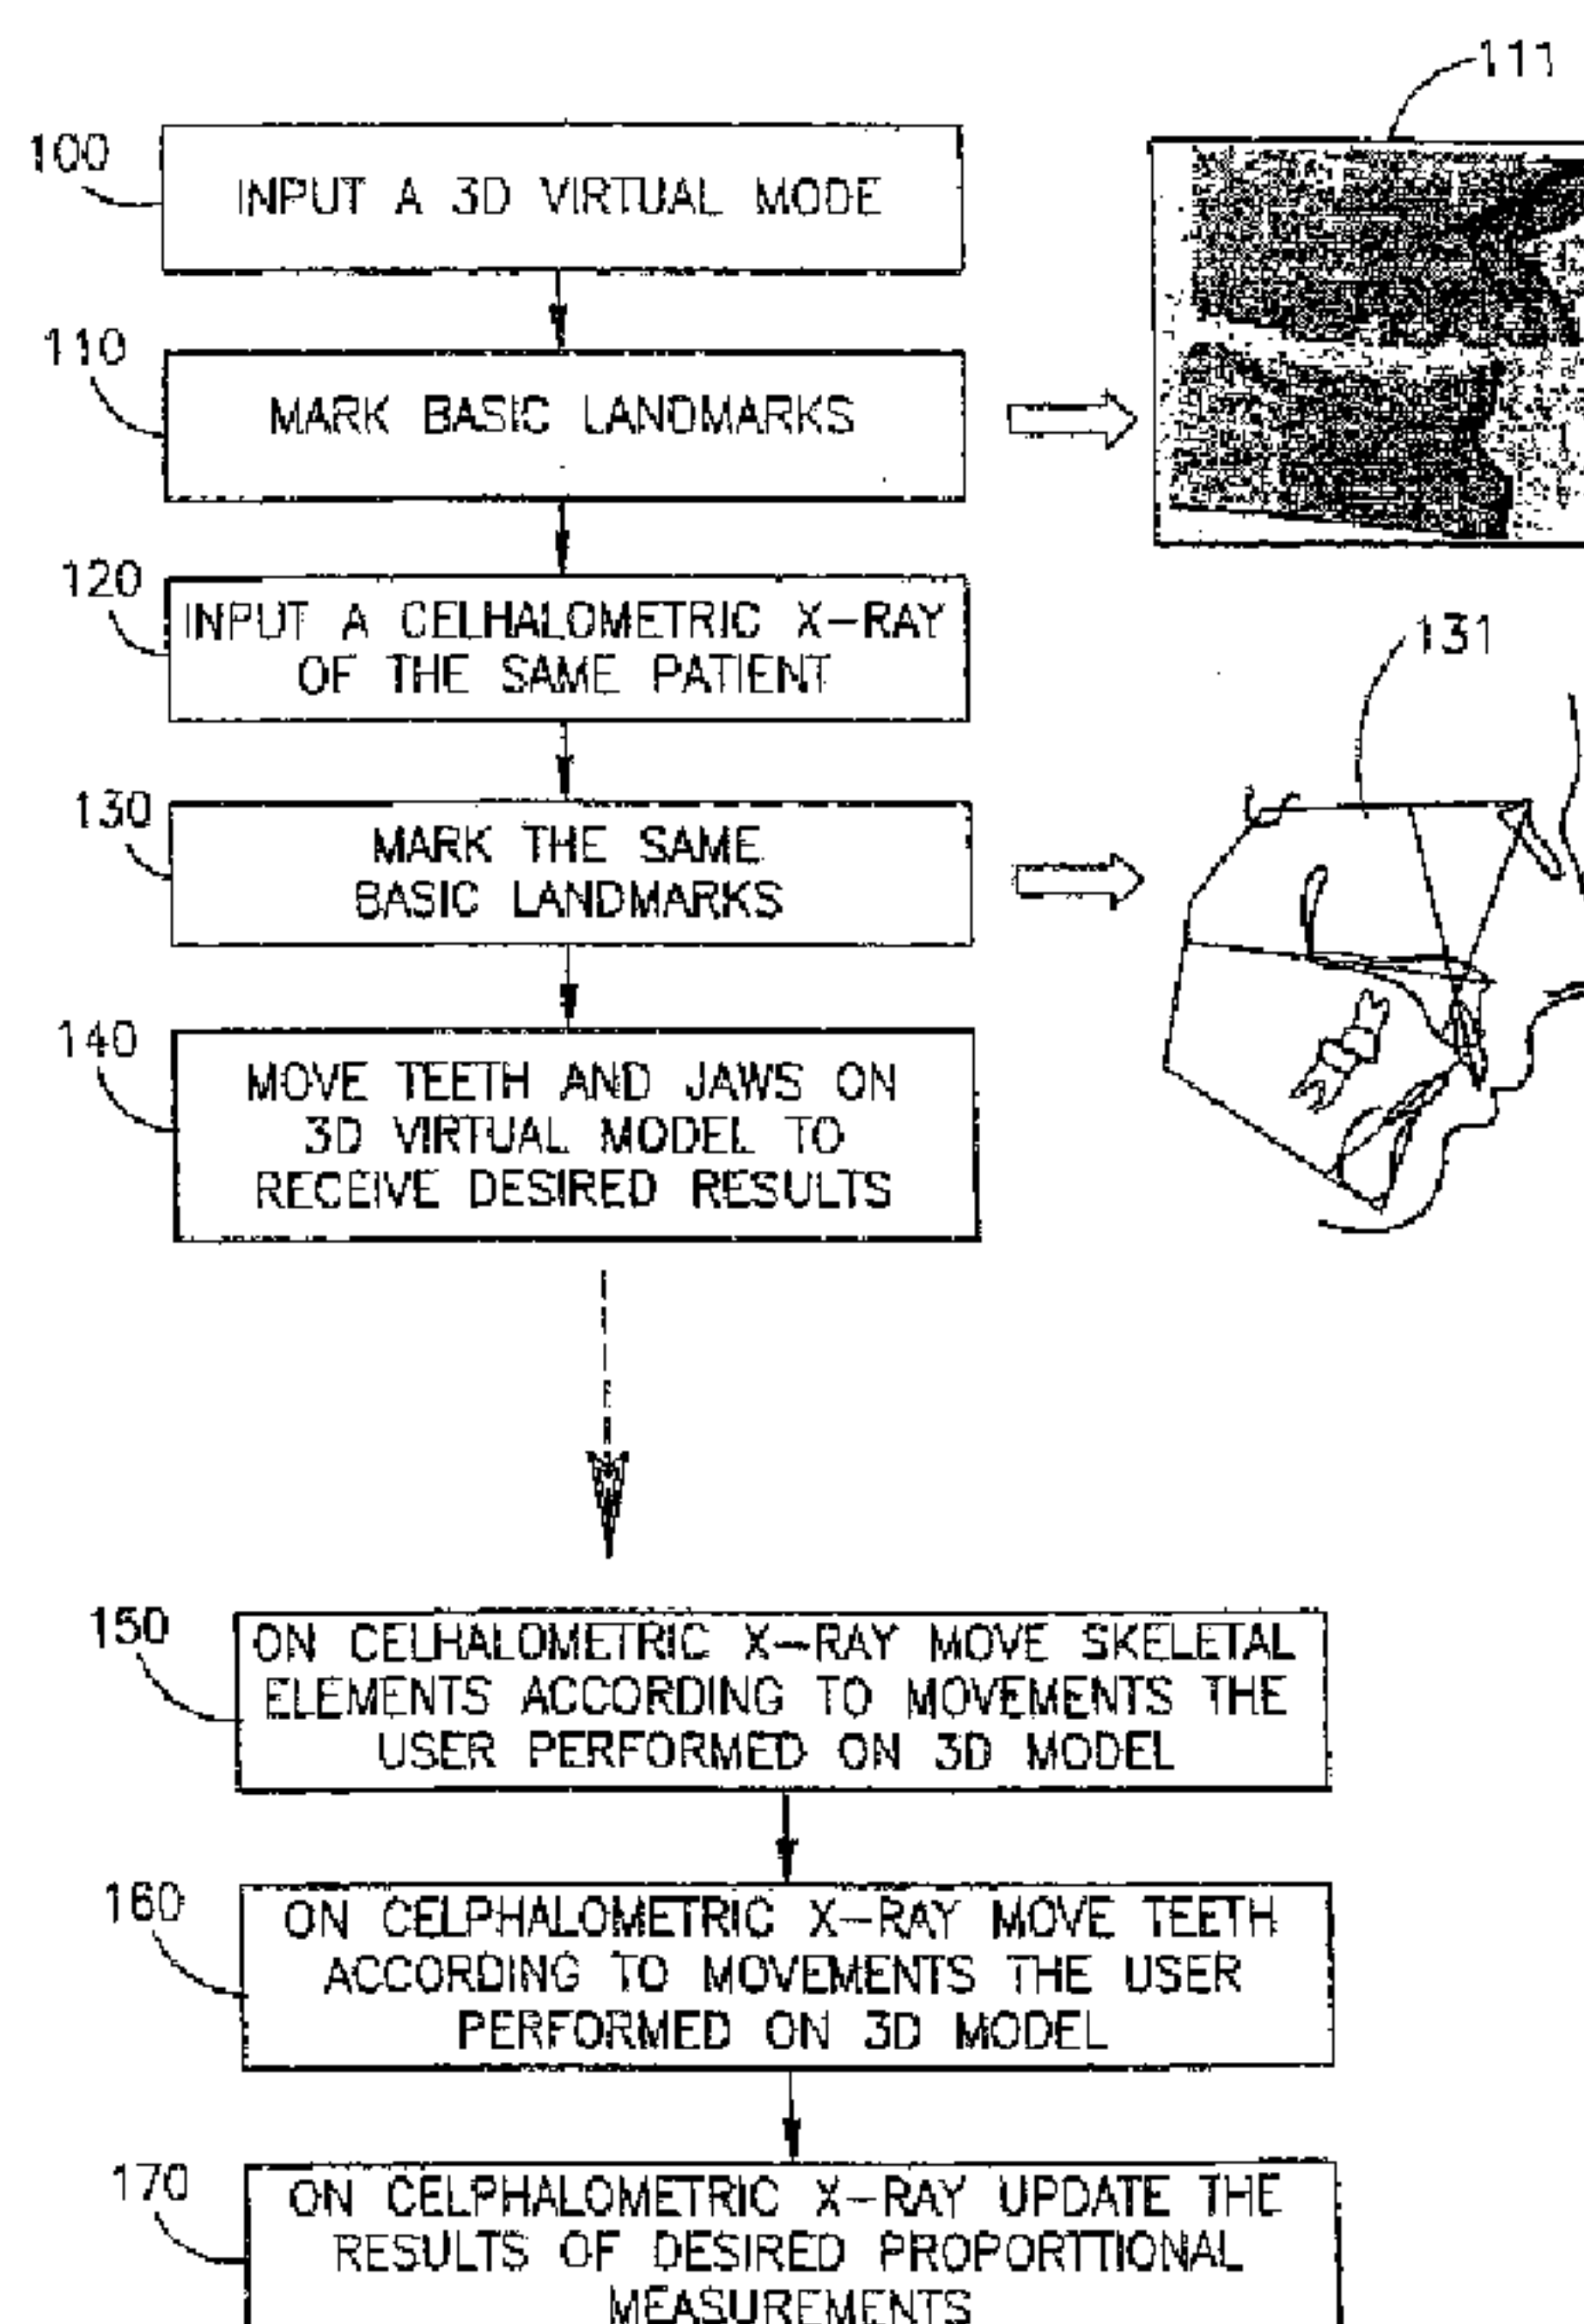 111
100
INPUT A 3D VIRTUAL MODE
110
MARK BASIC LANDMARKS
120
INPUT A CELHALOMETRIC X-RAY
OF THE SAME PATIENT
131
130
MARK THE SAME
BASIC LANDMARKS
140
MOVE TEETH AND JAWS ON
3D VIRTUAL MODEL TO
RECEIVE DESIRED RESULTS
150
ON CELHALOMETRIC X-RAY MOVE SKELETAL
ELEMENTS ACCORDING TO MOVEMENTS THE
USER PERFORMED ON 3D MODEL
160
ON CELPHALOMETRIC X-RAY MOVE TEETH
ACCORDING TO MOVEMENTS THE USER
PERFORMED ON 3D MODEL
170
ON CELPHALOMETRIC X-RAY UPDATE THE
RESULTS OF DESIRED PROPORTTIONAL
MEASUREMENTS